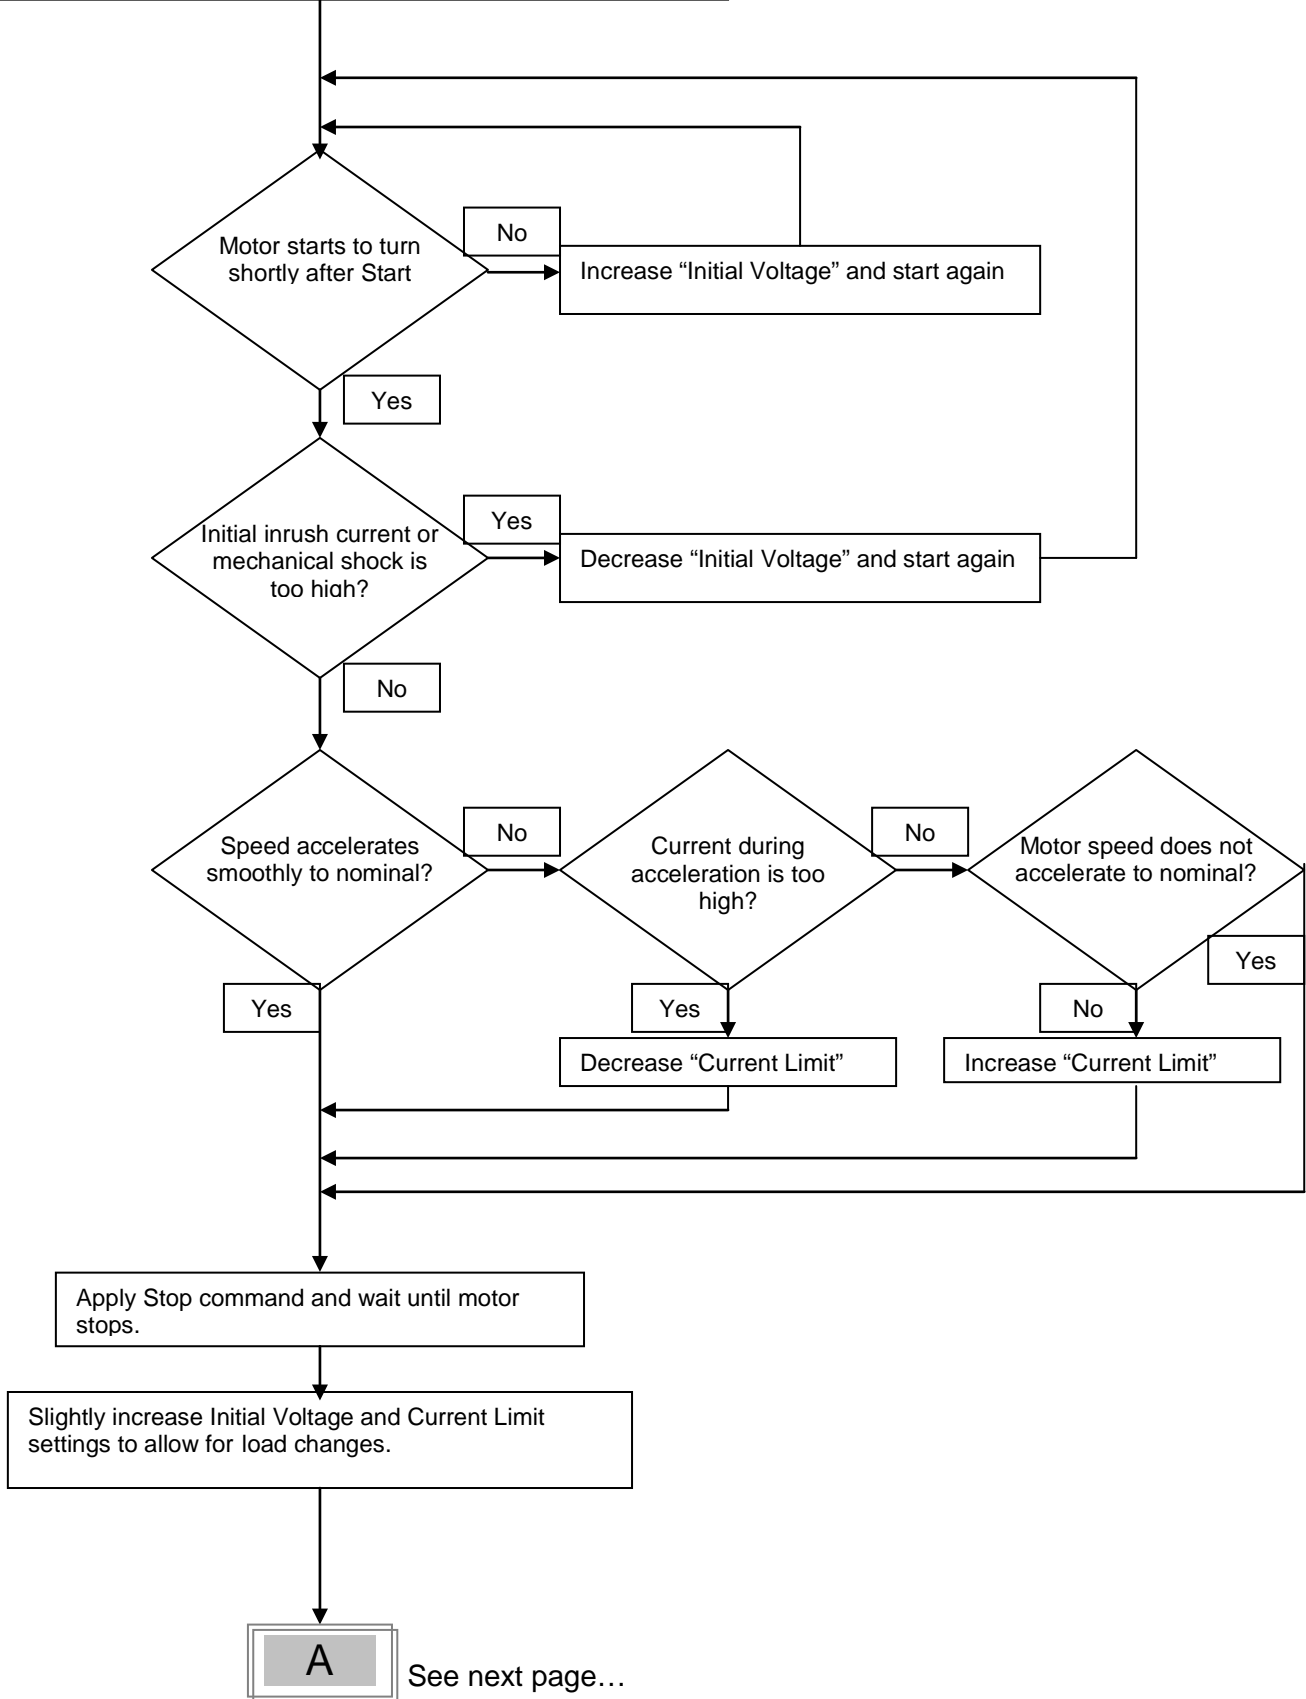 No
Motor starts to turn
shortly after Start
Increase “Initial Voltage” and start again
Yes
Yes
Initial inrush current or
mechanical shock is
too high?
Decrease “Initial Voltage” and start again
No
No
No
Speed accelerates
smoothly to nominal?
Current during
acceleration is too
high?
Motor speed does not
accelerate to nominal?
Yes
Yes
Yes
No
Decrease “Current Limit”
Increase “Current Limit”
Apply Stop command and wait until motor
stops.
Slightly increase Initial Voltage and Current Limit
settings to allow for load changes.
A
See next page…